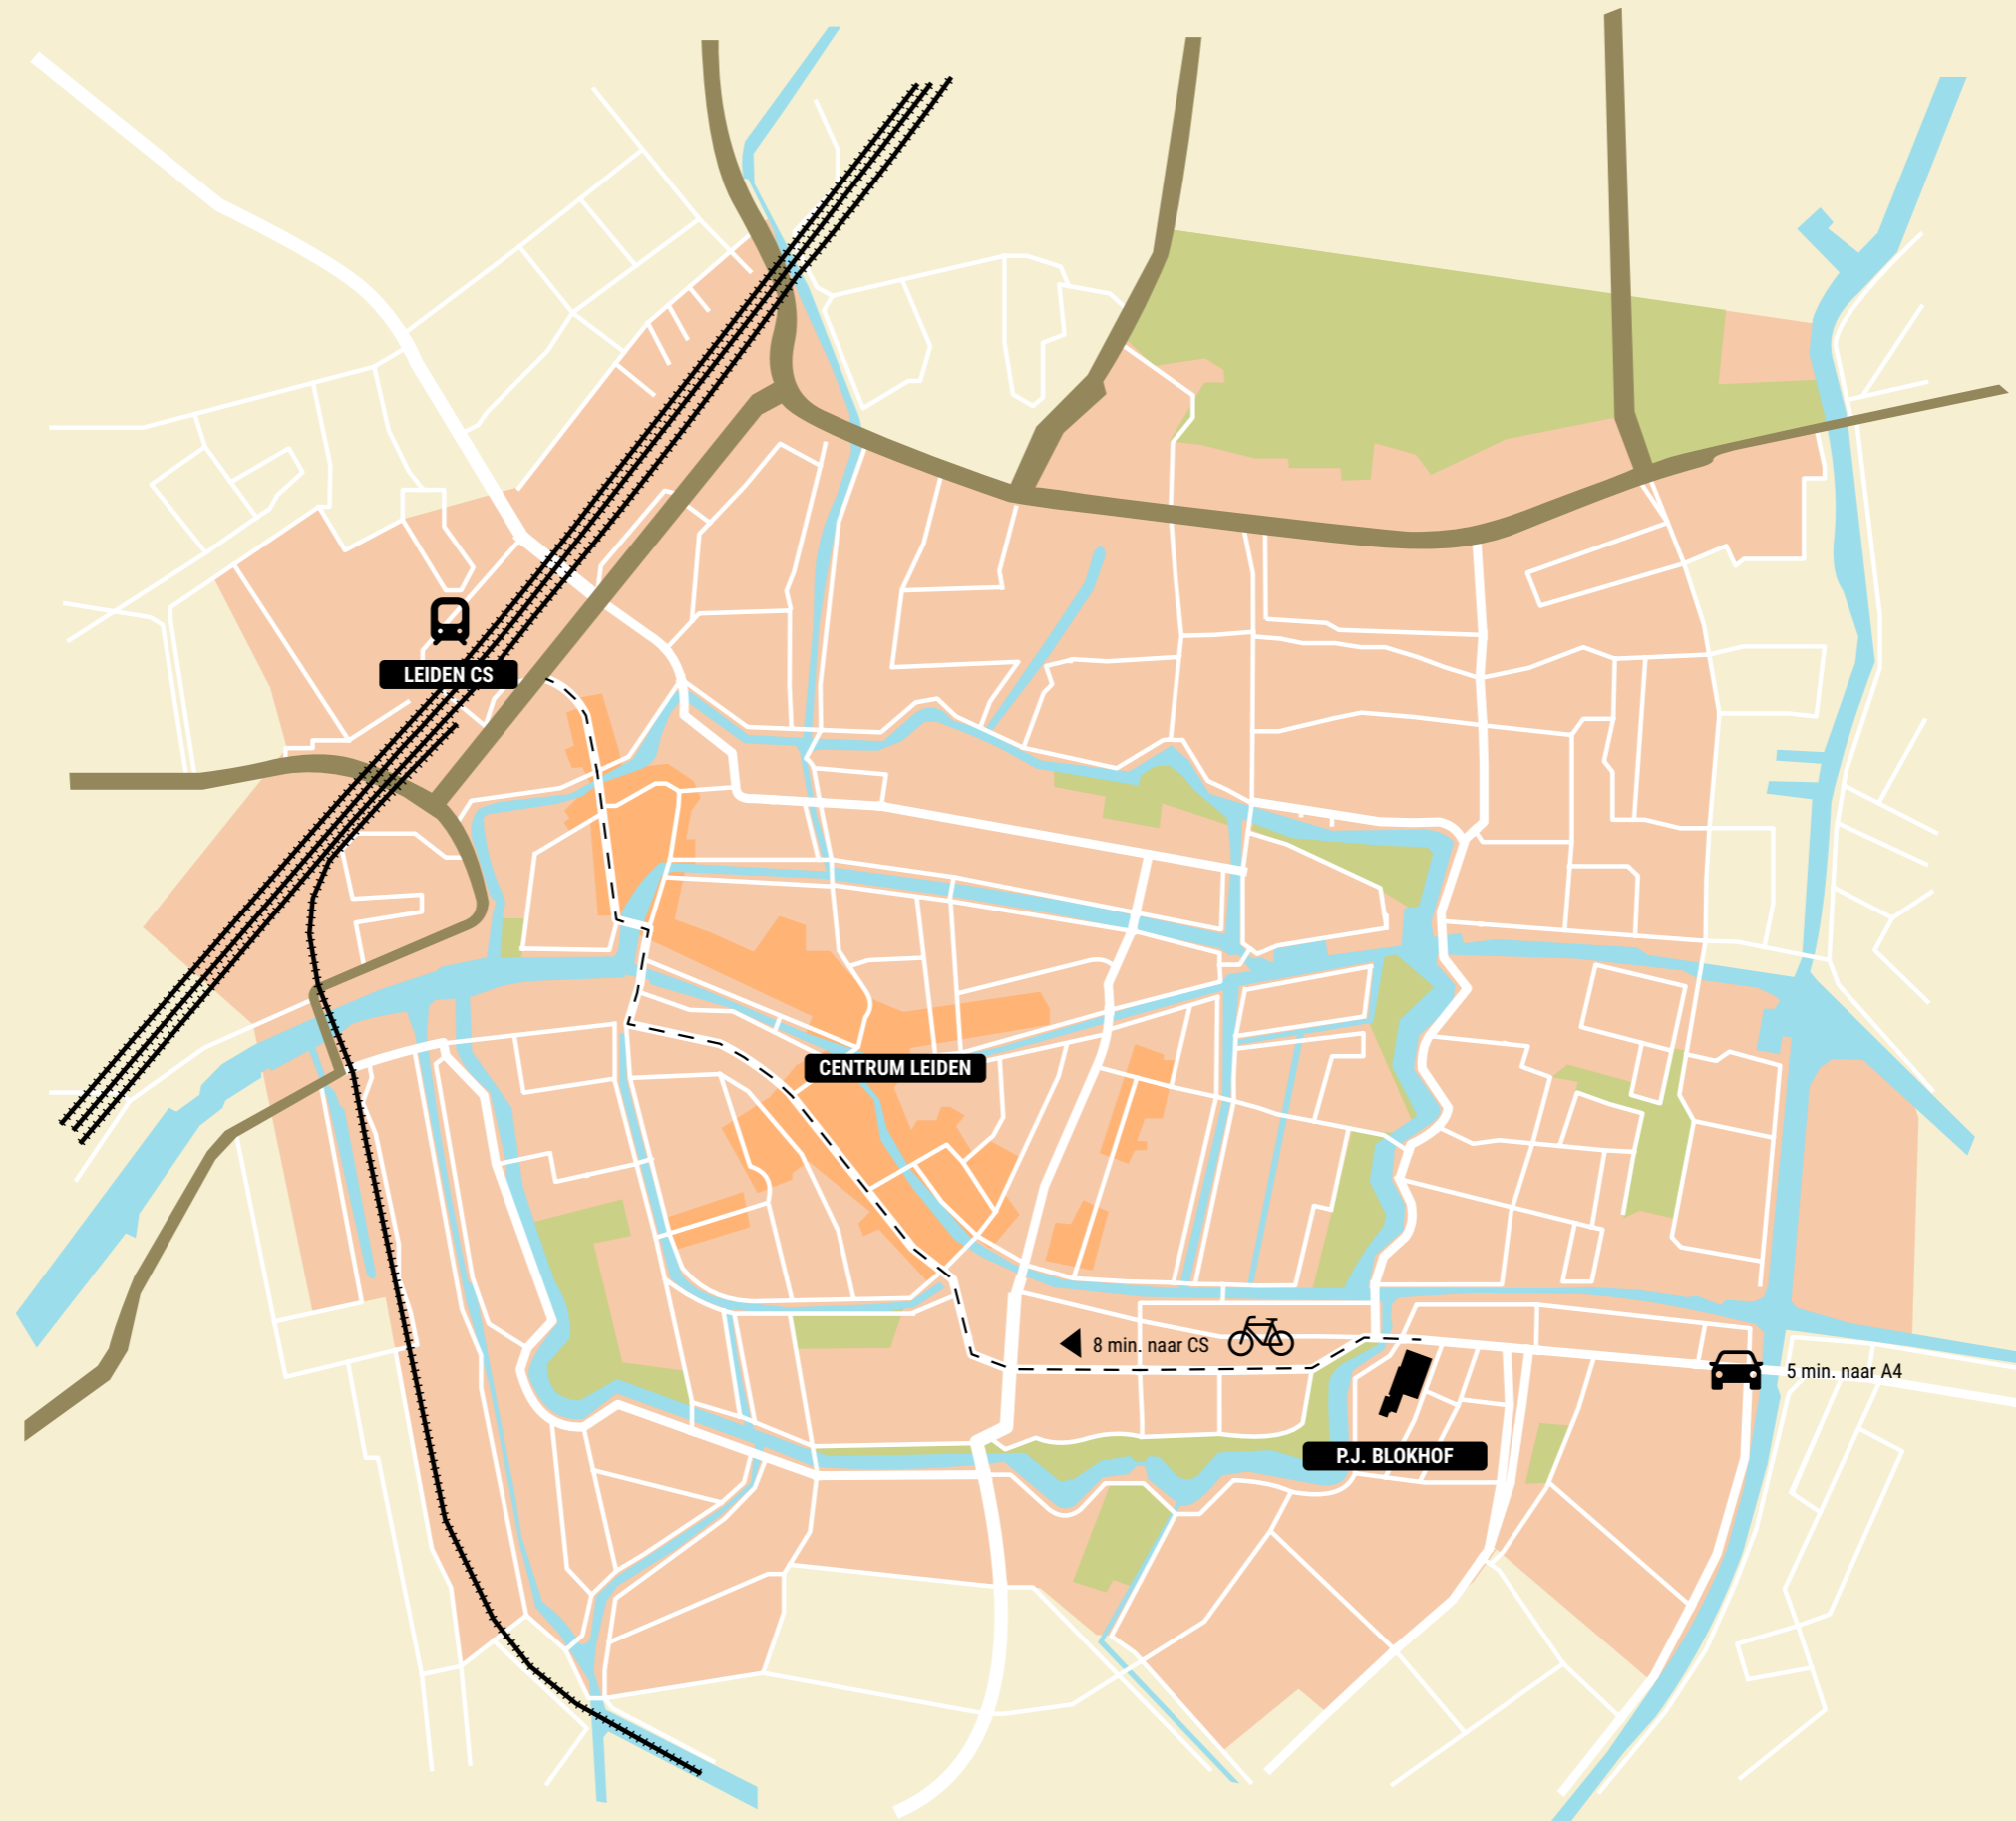 LEIDEN CS
CENTRUM LEIDEN
8 min. naar CS
5 min. naar A4
P.J. BLOKHOF